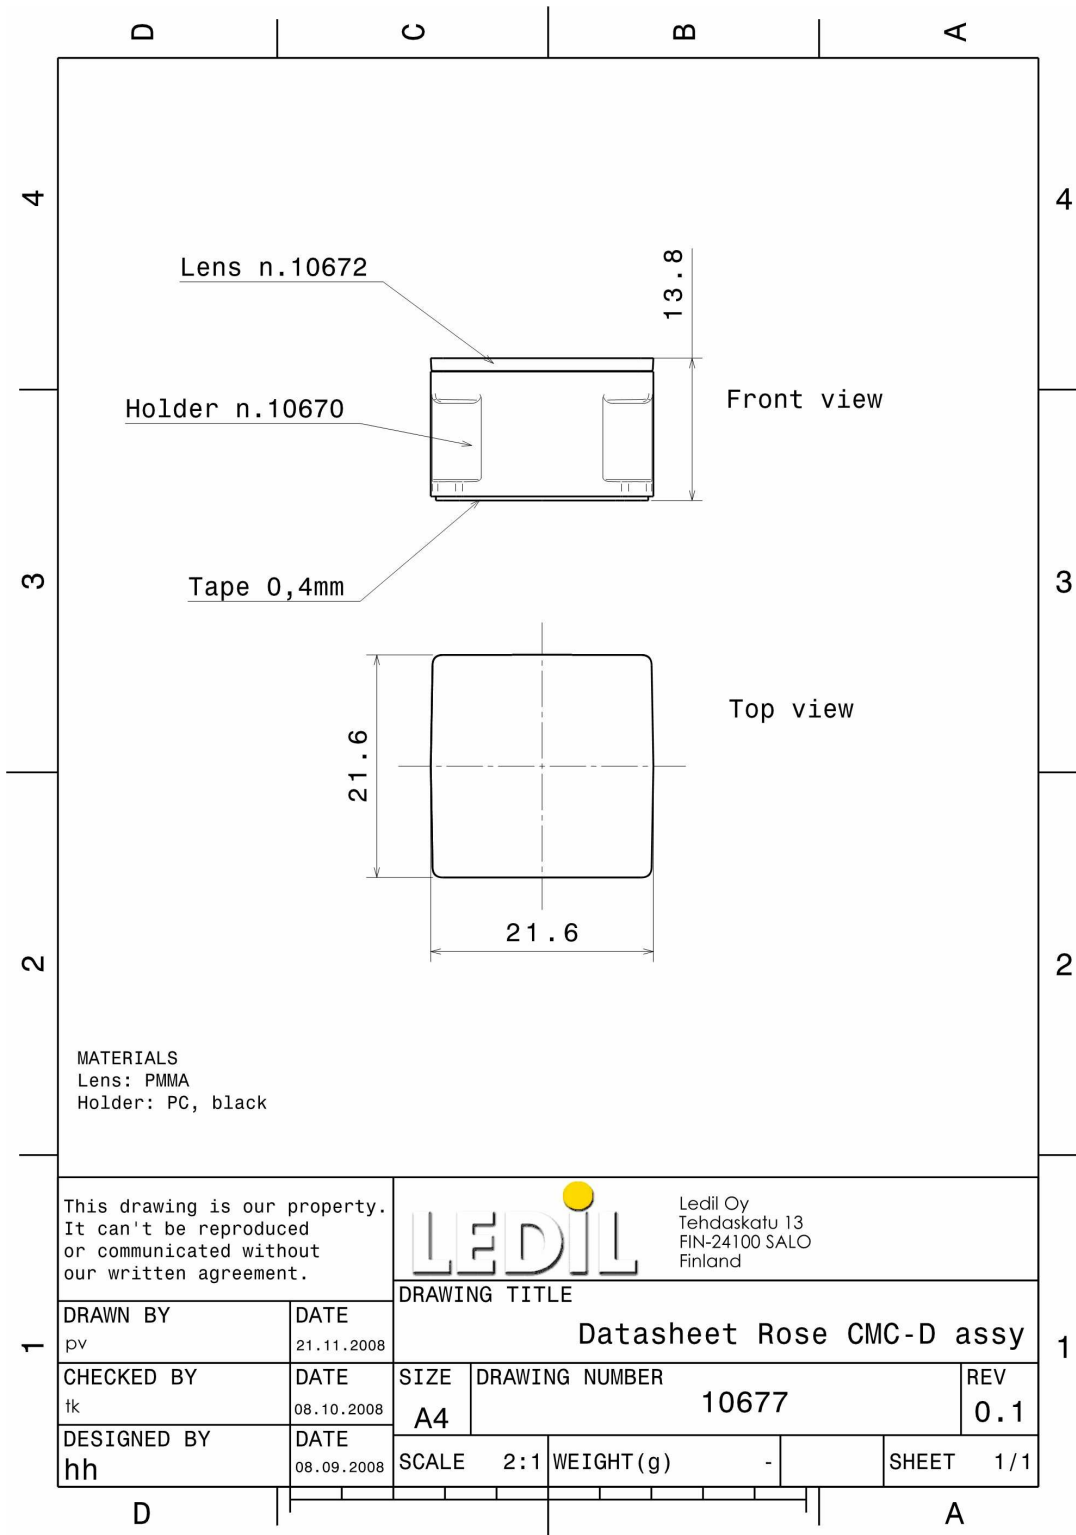 D
C
B
A
4
4
Lens n.10672
13.8
Front view
Holder n.10670
3
3
Tape 0,4mm
Top view
21.6
21.6
2
2
MATERIALS
Lens: PMMA
Holder: PC, black
This drawing is our property.
It can't be reproduced
or communicated without
our written agreement.
LEDiL
Ledil Oy
Tehdaskatu 13
FIN-24100 SALO
Finland
DRAWING TITLE
Datasheet Rose CMC-D assy
DRAWN BY
pv
DATE
21.11.2008
1
1
CHECKED BY
tk
DATE
08.10.2008
SIZE
A4
DRAWING NUMBER
10677
REV
0.1
DESIGNED BY
hh
DATE
08.09.2008
SCALE 2:1
WEIGHT(g) -
SHEET 1/1
D
A